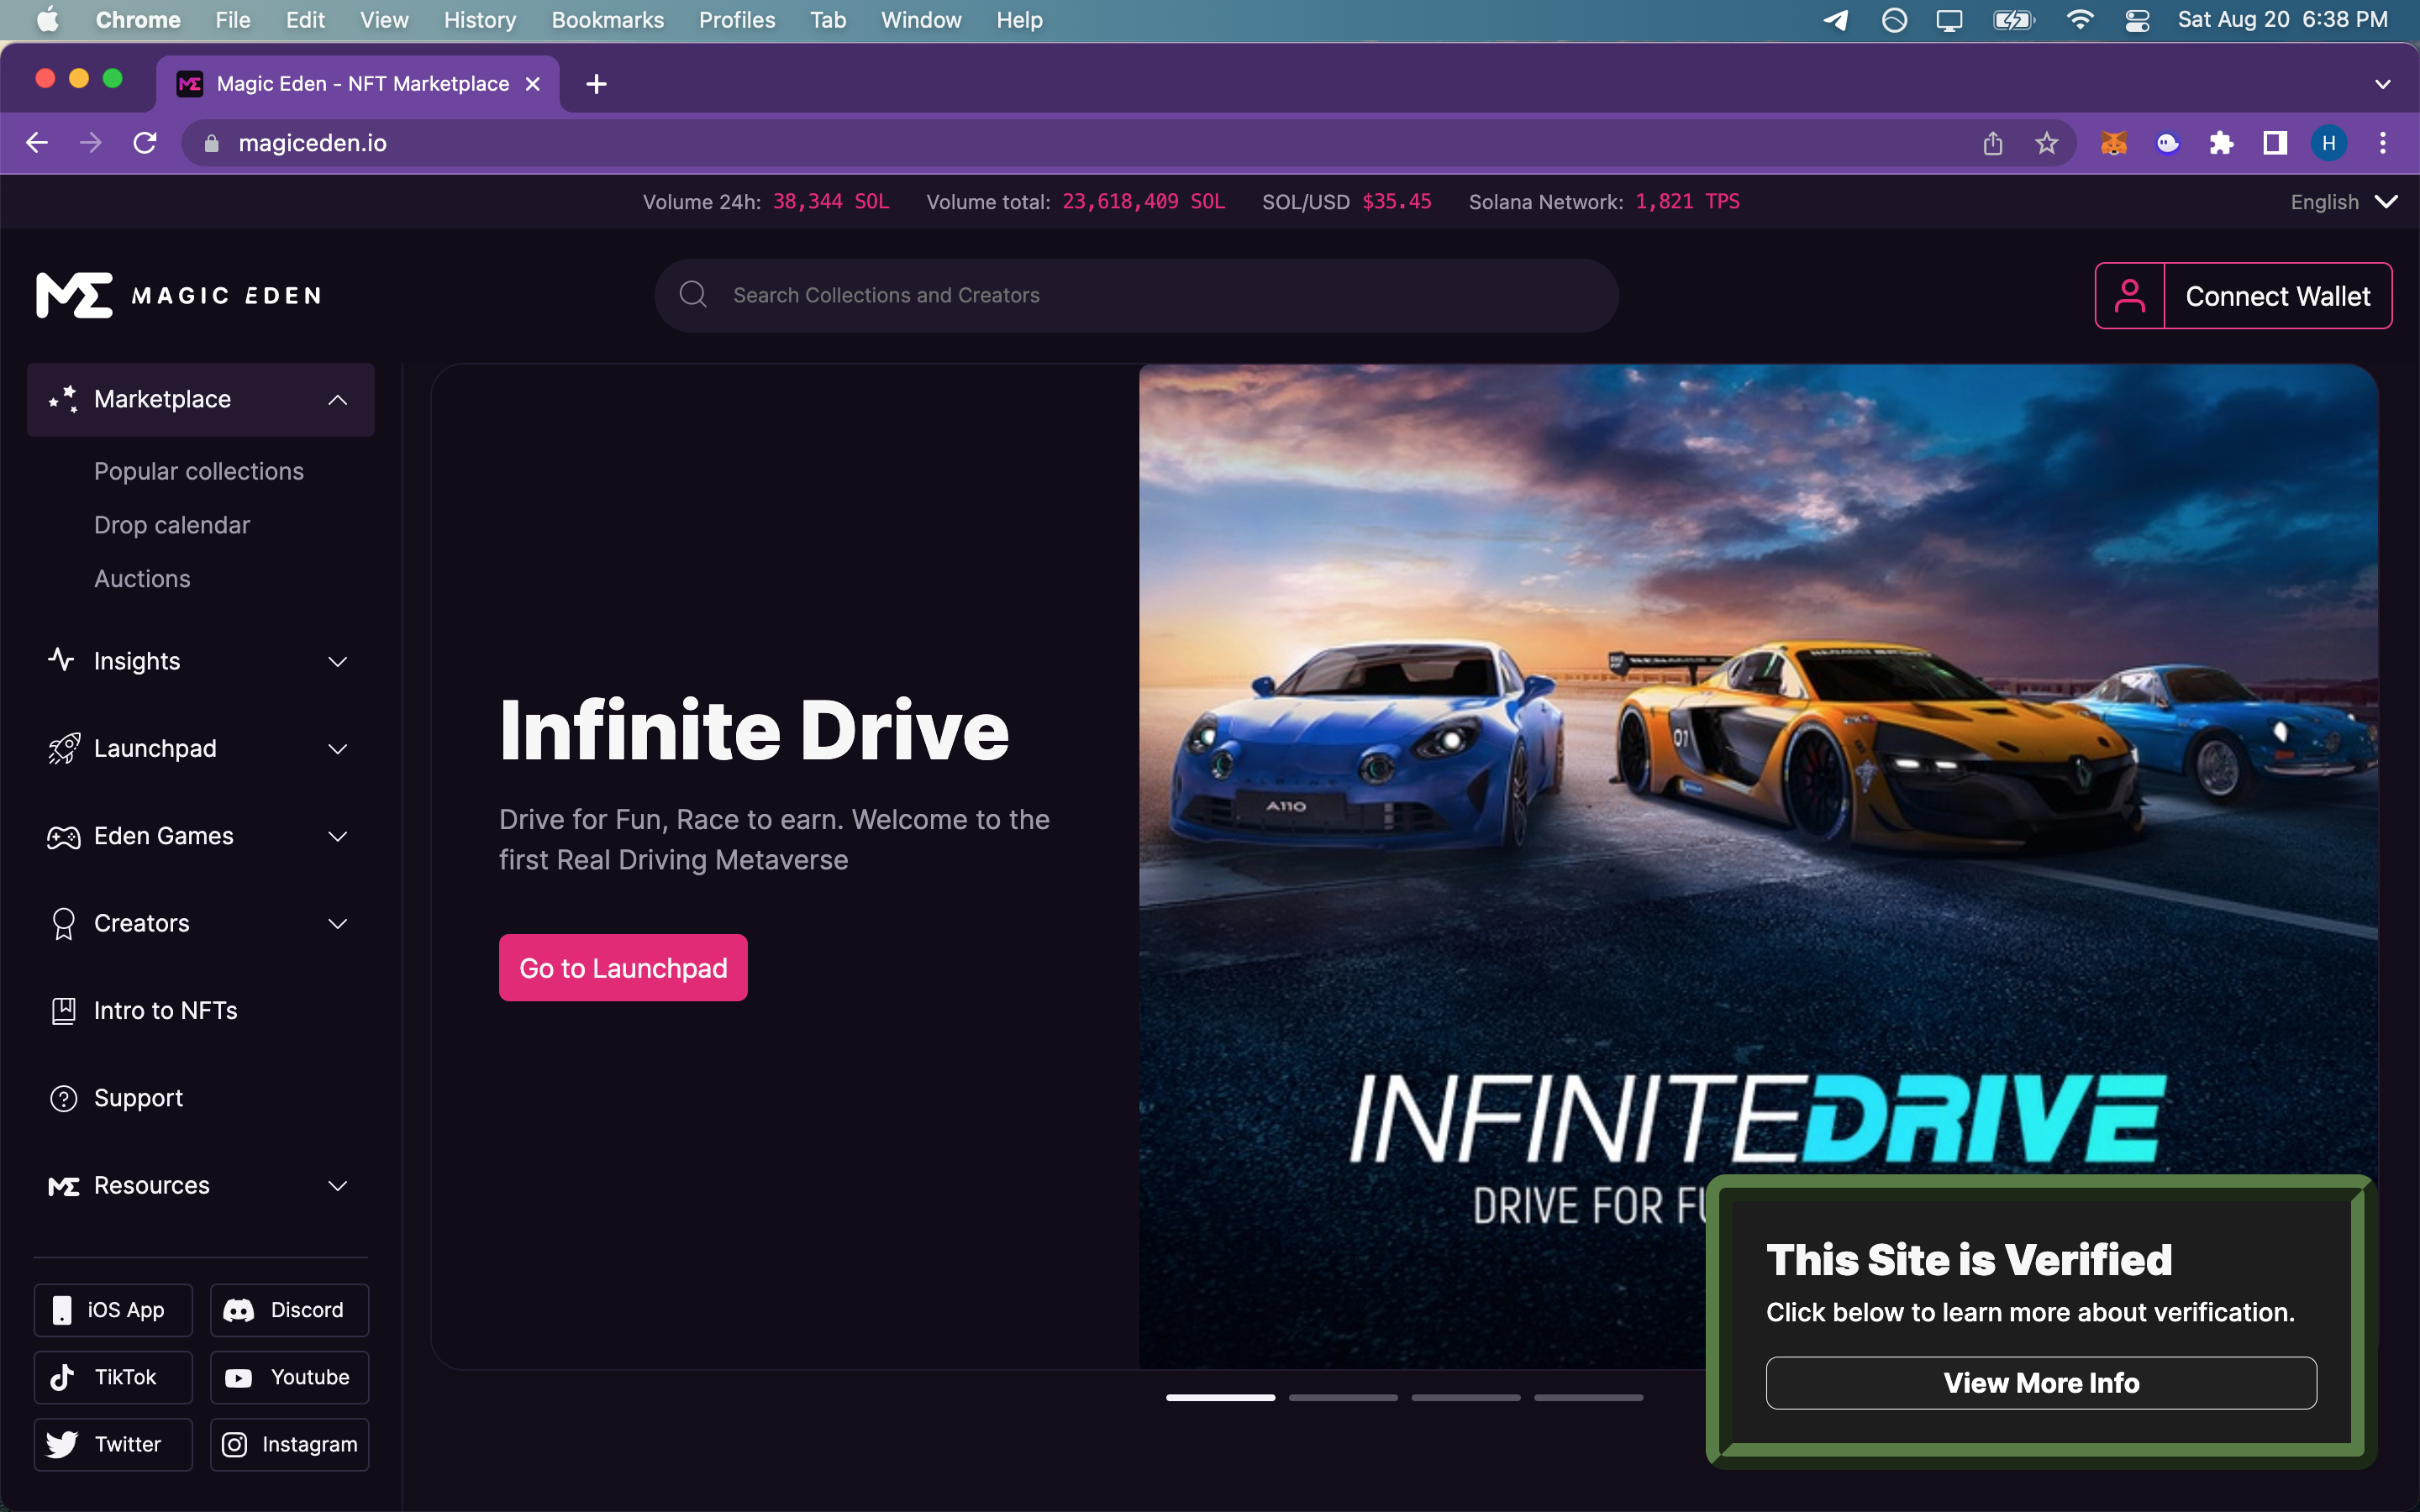 Chrome File Edit View History Bookmarks Profiles Tab Window Help Sat Aug 20 6:38 PM
Magic Eden - NFT Marketplace
magiceden.io
H
Volume 24h: 38,344 SOL Volume total: 23,618,409 SOL SOL/USD $35.45 Solana Network: 1,821 TPS English
ME MAGIC EDEN
Search Collections and Creators
Connect Wallet
Marketplace
Popular collections
Drop calendar
Auctions
Insights
Launchpad
Eden Games
Creators
Intro to NFTs
Support
Resources
iOS App Discord
TikTok Youtube
Twitter Instagram
Infinite Drive
Drive for Fun, Race to earn. Welcome to the
first Real Driving Metaverse
Go to Launchpad
A110
01
INFINITEDRIVE
DRIVE FOR FU
This Site is Verified
Click below to learn more about verification.
View More Info